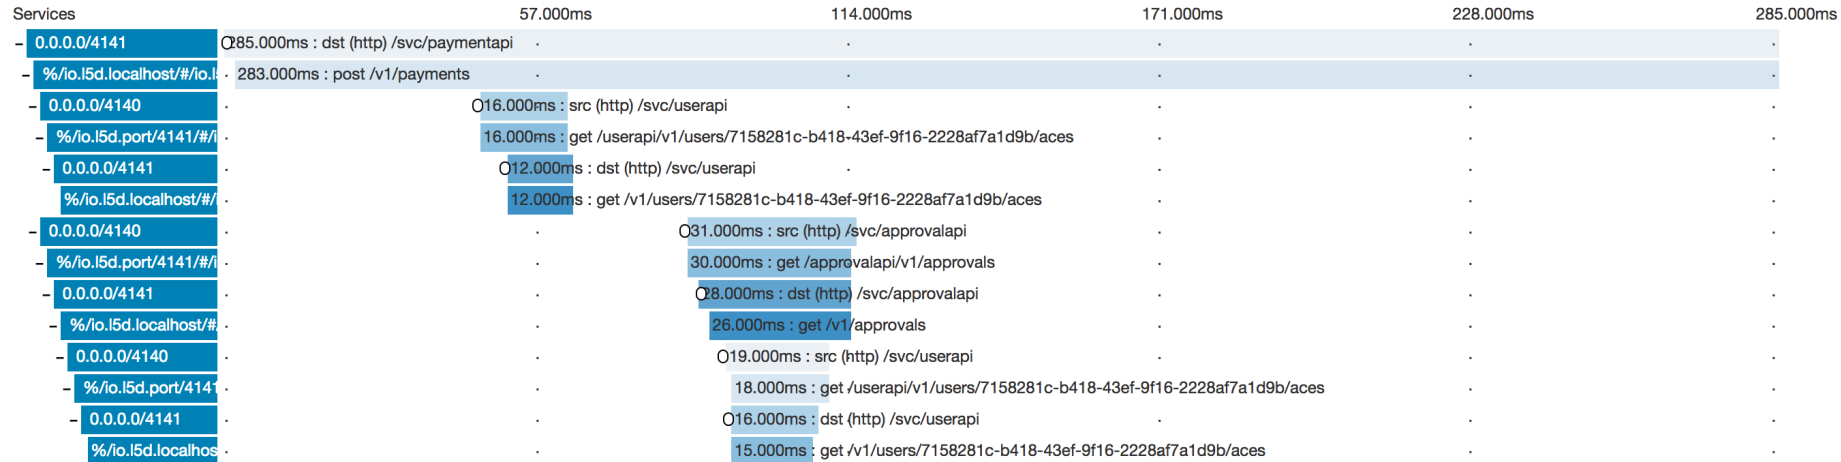 Services 57.000ms 114.000ms 171.000ms 228.000ms 285.000ms
0.0.0.0/4141 285.000ms : dst (http) /svc/paymentapi
%/io.l5d.localhost/#/io.l5 283.000ms : post /v1/payments
0.0.0.0/4140 16.000ms : src (http) /svc/userapi
%/io.l5d.port/4141/#/i 16.000ms : get /userapi/v1/users/7158281c-b418-43ef-9f16-2228af7a1d9b/aces
0.0.0.0/4141 12.000ms : dst (http) /svc/userapi
%/io.l5d.localhost/#/i 12.000ms : get /v1/users/7158281c-b418-43ef-9f16-2228af7a1d9b/aces
0.0.0.0/4140 31.000ms : src (http) /svc/approvalapi
%/io.l5d.port/4141/#/i 30.000ms : get /approvalapi/v1/approvals
0.0.0.0/4141 28.000ms : dst (http) /svc/approvalapi
%/io.l5d.localhost/#/ 26.000ms : get /v1/approvals
0.0.0.0/4140 19.000ms : src (http) /svc/userapi
%/io.l5d.port/4141 18.000ms : get /userapi/v1/users/7158281c-b418-43ef-9f16-2228af7a1d9b/aces
0.0.0.0/4141 16.000ms : dst (http) /svc/userapi
%/io.l5d.localhos 15.000ms : get /v1/users/7158281c-b418-43ef-9f16-2228af7a1d9b/aces